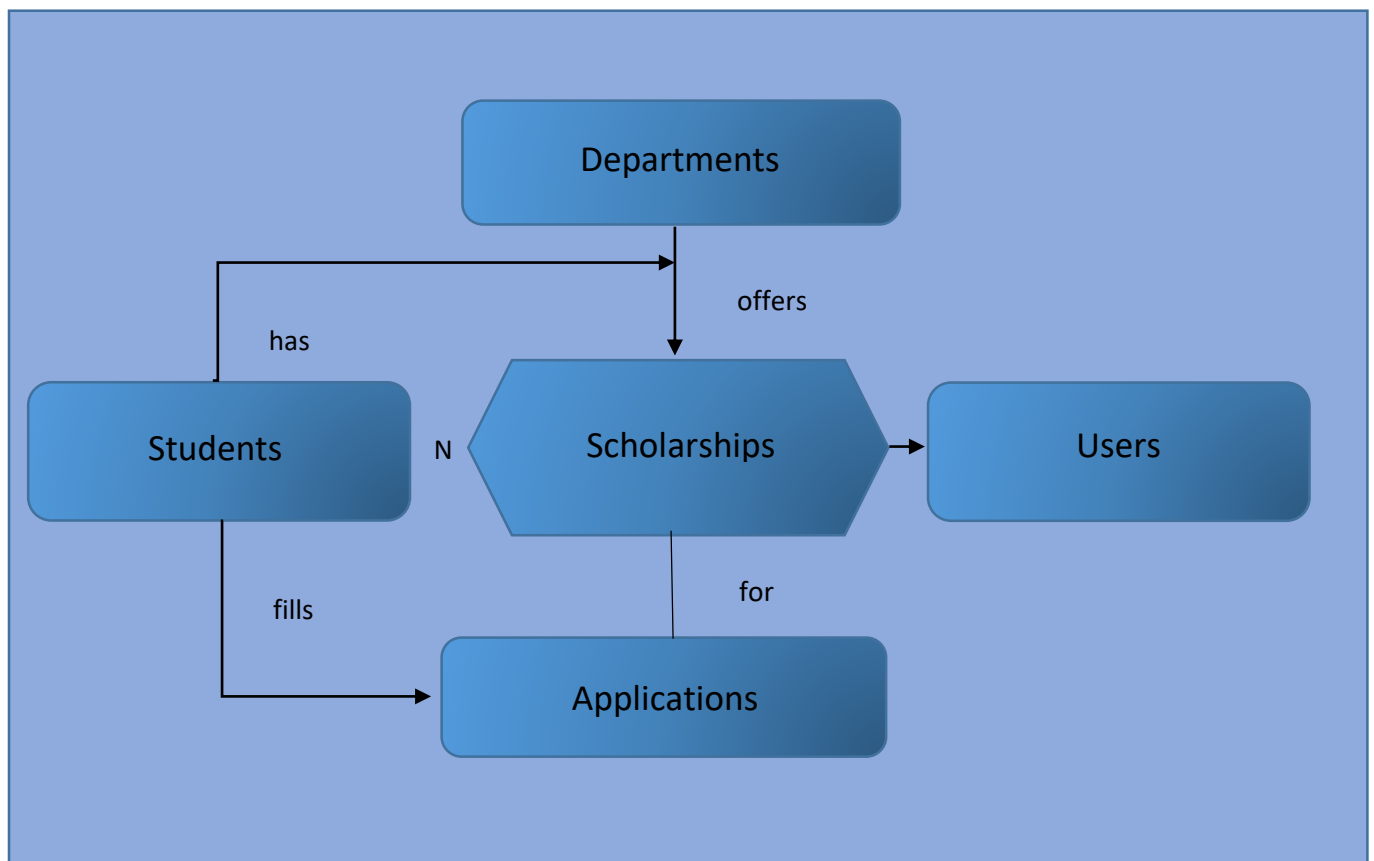 Departments
offers
has
Students
N
Scholarships
Users
for
fills
Applications